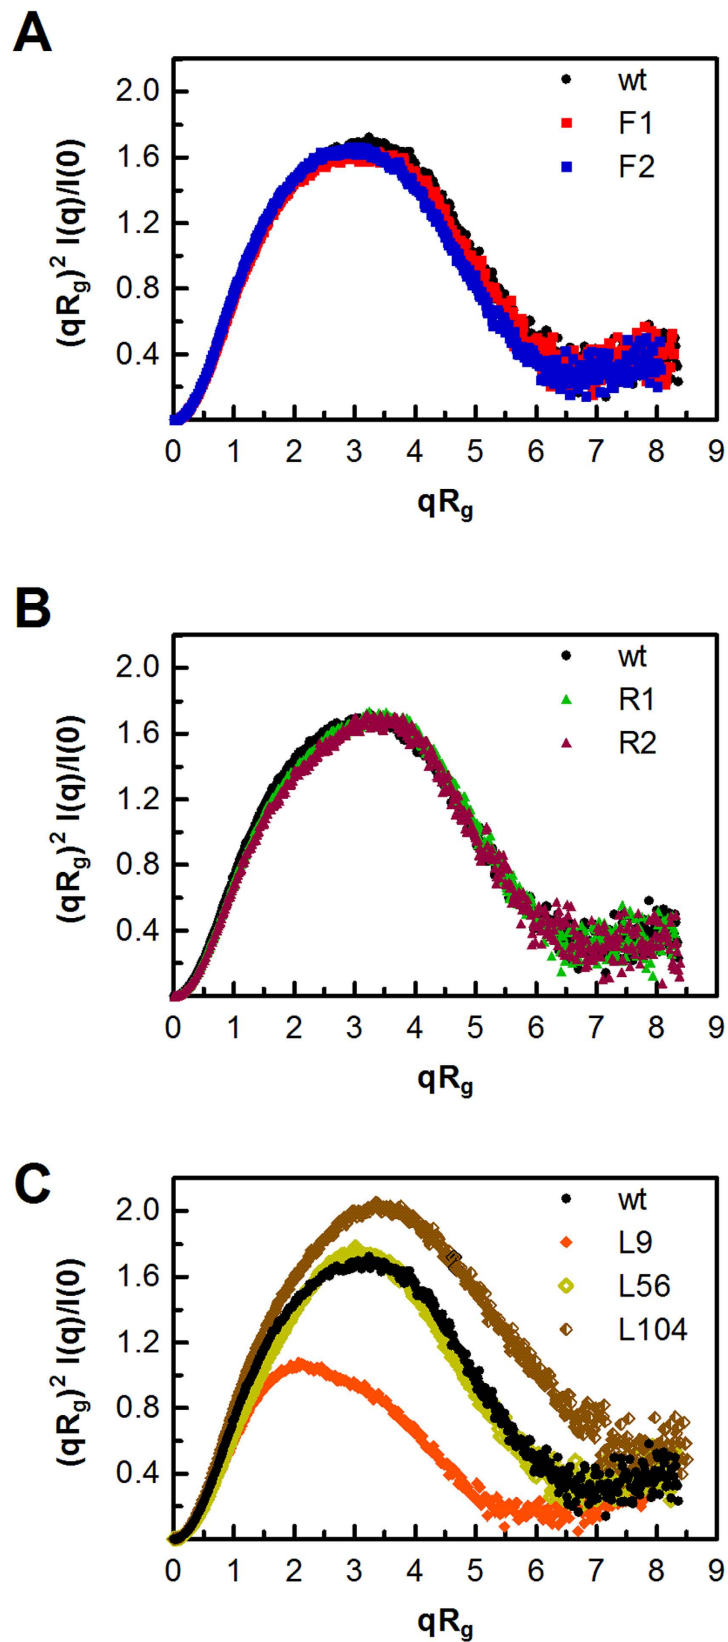 A
2.0
1.6
1.2
0.8
0.4
(qRg)2 I(q)/I(0)
wt
F1
F2
0 1 2 3 4 5 6 7 8 9
qRg
B
2.0
1.6
1.2
0.8
0.4
(qRg)2 I(q)/I(0)
wt
R1
R2
0 1 2 3 4 5 6 7 8 9
qRg
C
2.0
1.6
1.2
0.8
0.4
(qRg)2 I(q)/I(0)
wt
L9
L56
L104
0 1 2 3 4 5 6 7 8 9
qRg